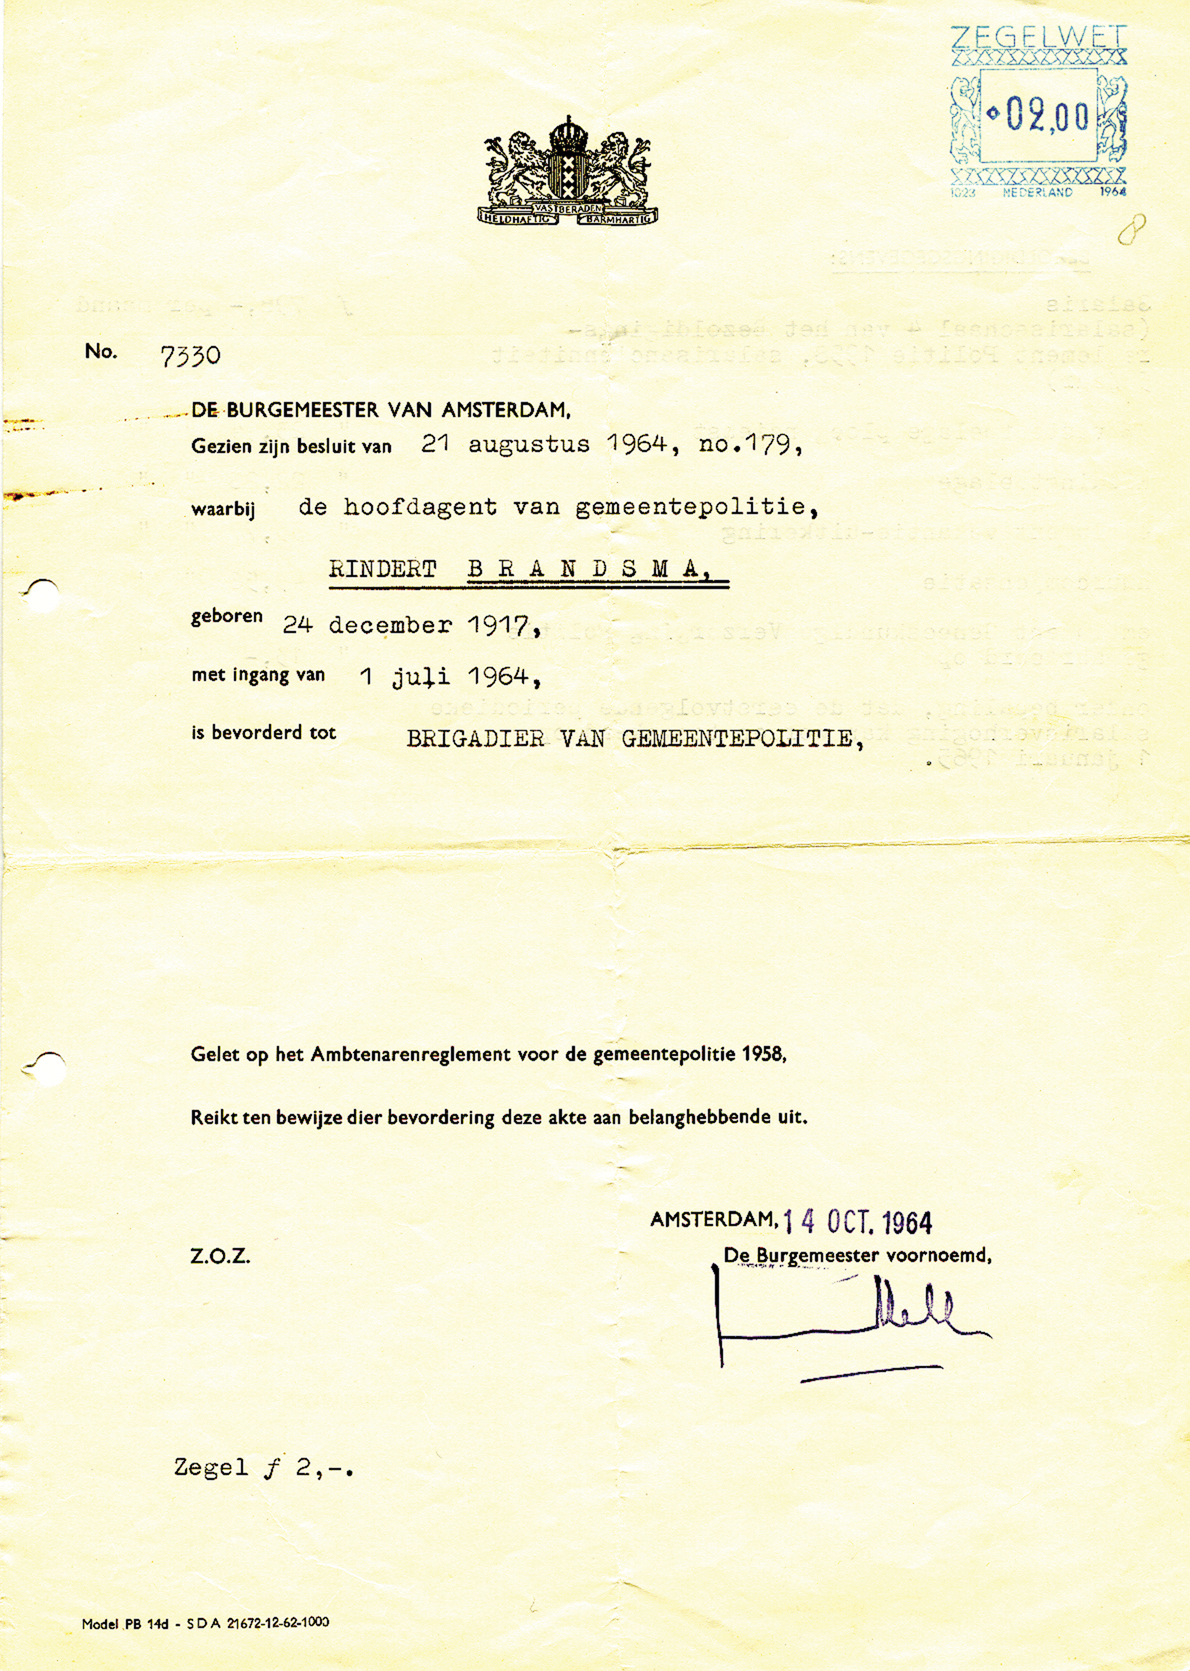 ZEGELWET
02,00
1023 NEDERLAND 1964
VASTBERADEN
HELDHAFTIG BARMHARTIG
8
No. 7330
DE BURGEMEESTER VAN AMSTERDAM,
Gezien zijn besluit van 21 augustus 1964, no.179,
waarbij de hoofdagent van gemeentepolitie,
RINDERT B R A N D S M A,
geboren 24 december 1917,
met ingang van 1 juli 1964,
is bevorderd tot BRIGADIER VAN GEMEENTEPOLITIE,
Gelet op het Ambtenarenreglement voor de gemeentepolitie 1958,
Reikt ten bewijze dier bevordering deze akte aan belanghebbende uit.
AMSTERDAM, 14 OCT. 1964
Z.O.Z.
De Burgemeester voornoemd,
Zegel ƒ 2,-.
Model PB 14d - SDA 21672-12-62-1000